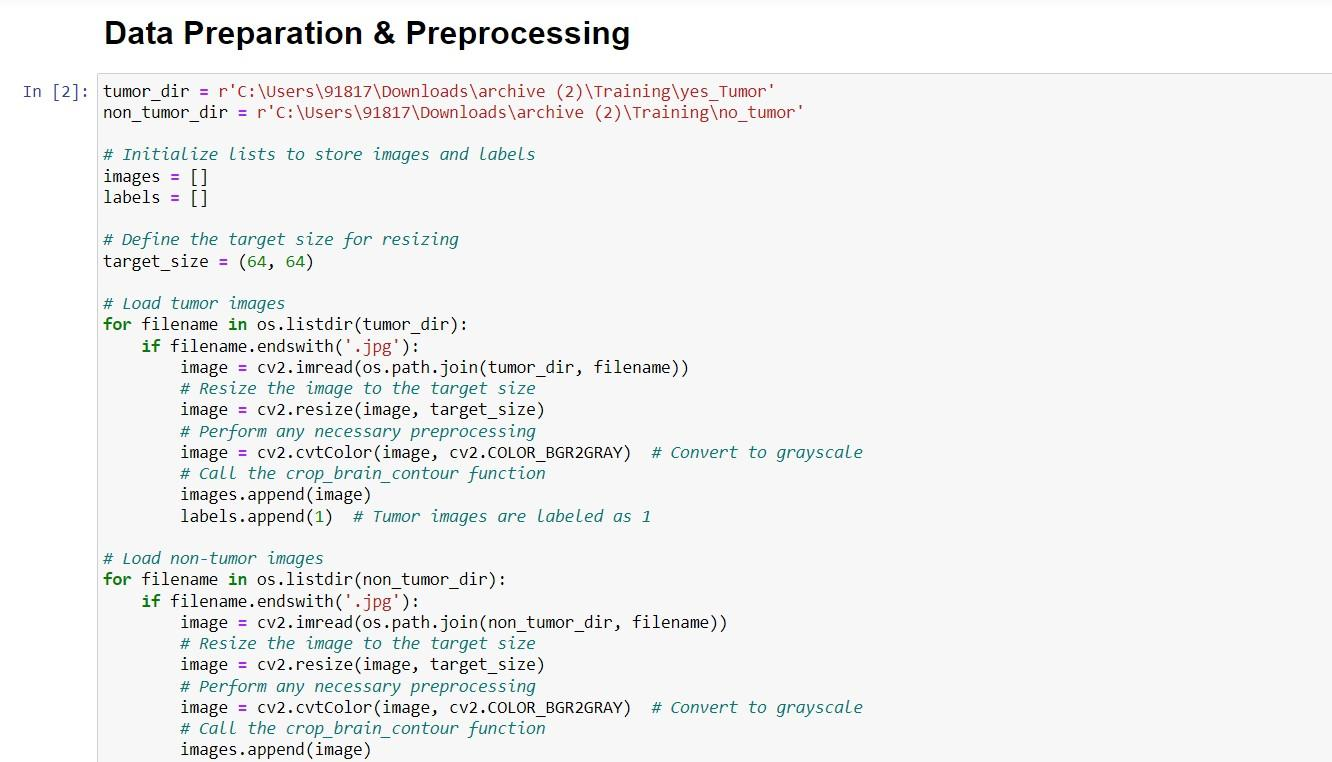 Data Preparation & Preprocessing
In [2]: tumor_dir = r'C:\Users\91817\Downloads\archive (2)\Training\yes_Tumor'
non_tumor_dir = r'C:\Users\91817\Downloads\archive (2)\Training\no_tumor'
# Initialize lists to store images and labels
images = []
labels = []
# Define the target size for resizing
target_size = (64, 64)
# Load tumor images
for filename in os.listdir(tumor_dir):
    if filename.endswith('.jpg'):
        image = cv2.imread(os.path.join(tumor_dir, filename))
        # Resize the image to the target size
        image = cv2.resize(image, target_size)
        # Perform any necessary preprocessing
        image = cv2.cvtColor(image, cv2.COLOR_BGR2GRAY)  # Convert to grayscale
        # Call the crop_brain_contour function
        images.append(image)
        labels.append(1)  # Tumor images are labeled as 1
# Load non-tumor images
for filename in os.listdir(non_tumor_dir):
    if filename.endswith('.jpg'):
        image = cv2.imread(os.path.join(non_tumor_dir, filename))
        # Resize the image to the target size
        image = cv2.resize(image, target_size)
        # Perform any necessary preprocessing
        image = cv2.cvtColor(image, cv2.COLOR_BGR2GRAY)  # Convert to grayscale
        # Call the crop_brain_contour function
        images.append(image)